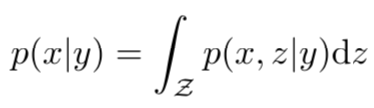 p(x|y) = ∫_𝒵 p(x, z|y)dz